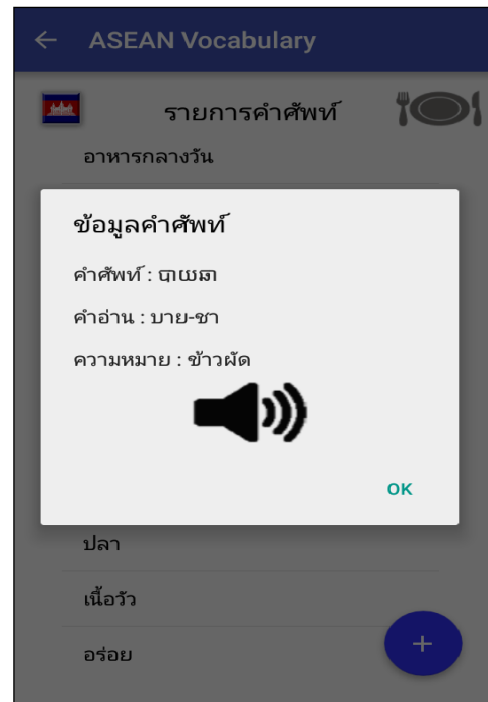 ASEAN Vocabulary
รายการคำศัพท์
อาหารกลางวัน
ข้อมูลคำศัพท์
คำศัพท์ : បាយឆា
คำอ่าน : บาย-ชา
ความหมาย : ข้าวผัด
OK
ปลา
เนื้อวัว
อร่อย